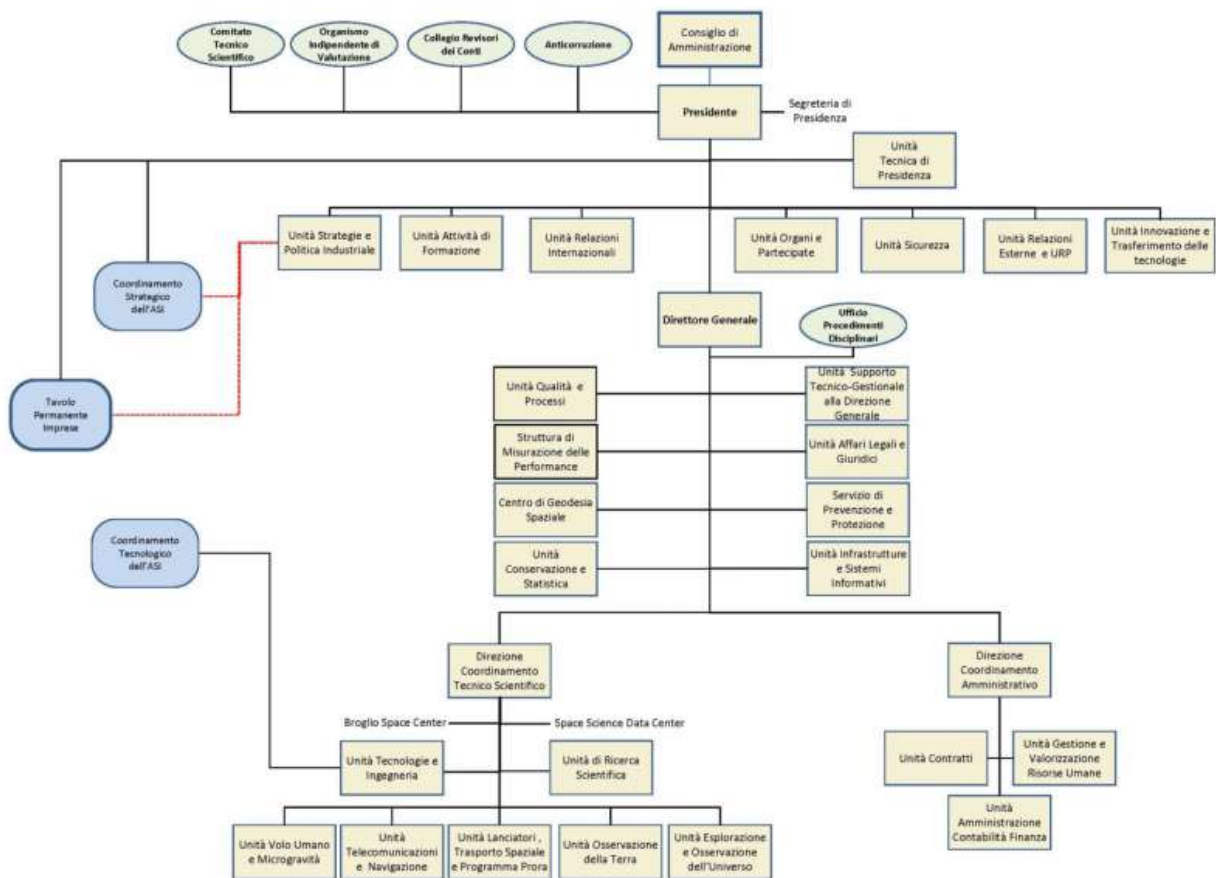 Comitato
Tecnico
Scientifico
Organismo
Indipendente di
Valutazione
Collegio Revisori
dei Conti
Anticorruzione
Consiglio di
Amministrazione
Presidente
Segreteria di
Presidenza
Unità
Tecnica di
Presidenza
Unità Strategie e
Politica Industriale
Unità Attività di
Formazione
Unità Relazioni
Internazionali
Unità Organi e
Partecipate
Unità Sicurezza
Unità Relazioni
Esterne e URP
Unità Innovazione e
Trasferimento delle
tecnologie
Coordinamento
Strategico
dell'ASI
Direttore Generale
Ufficio
Procedimenti
Disciplinari
Tavolo
Permanente
Imprese
Unità Qualità e
Processi
Unità Supporto
Tecnico-Gestionale
alla Direzione
Generale
Struttura di
Misurazione delle
Performance
Unità Affari Legali e
Giuridici
Centro di Geodesia
Spaziale
Servizio di
Prevenzione e
Protezione
Coordinamento
Tecnologico
dell'ASI
Unità
Conservazione e
Statistica
Unità Infrastrutture
e Sistemi
Informativi
Direzione
Coordinamento
Tecnico Scientifico
Direzione
Coordinamento
Amministrativo
Broglio Space Center
Space Science Data Center
Unità Tecnologie e
Ingegneria
Unità di Ricerca
Scientifica
Unità Contratti
Unità Gestione e
Valorizzazione
Risorse Umane
Unità
Amministrazione
Contabilità Finanza
Unità Volo Umano
e Microgravità
Unità
Telecomunicazioni
e Navigazione
Unità Lanciatori ,
Trasporto Spaziale
e Programma Prora
Unità Osservazione
della Terra
Unità Esplorazione
e Osservazione
dell'Universo